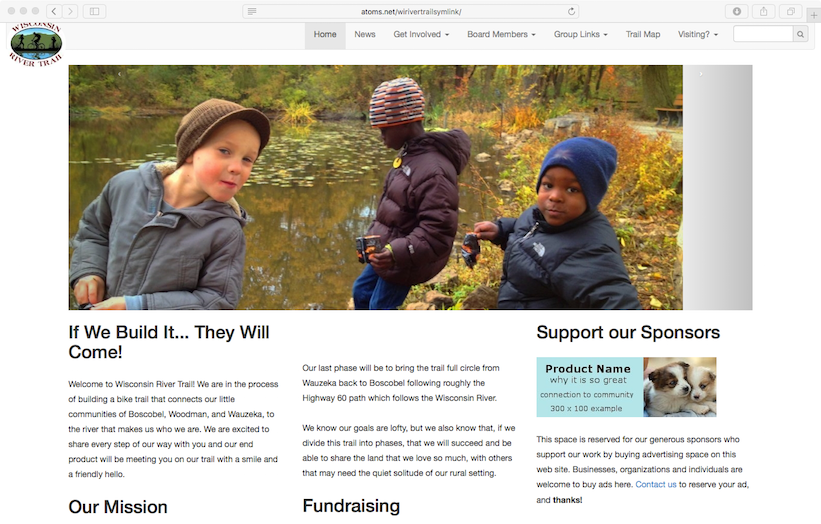 atoms.net/wirivertrailsymlink/
WISCONSIN
RIVER TRAIL
Home News Get Involved Board Members Group Links Trail Map Visiting?
If We Build It... They Will
Come!
Welcome to Wisconsin River Trail! We are in the process
of building a bike trail that connects our little
communities of Boscobel, Woodman, and Wauzeka, to
the river that makes us who we are. We are excited to
share every step of our way with you and our end
product will be meeting you on our trail with a smile and
a friendly hello.
Our Mission
Our last phase will be to bring the trail full circle from
Wauzeka back to Boscobel following roughly the
Highway 60 path which follows the Wisconsin River.
We know our goals are lofty, but we also know that, if we
divide this trail into phases, that we will succeed and be
able to share the land that we love so much, with others
that may need the quiet solitude of our rural setting.
Fundraising
Support our Sponsors
Product Name
why it is so great
connection to community
300 x 100 example
This space is reserved for our generous sponsors who
support our work by buying advertising space on this
web site. Businesses, organizations and individuals are
welcome to buy ads here. Contact us to reserve your ad,
and thanks!